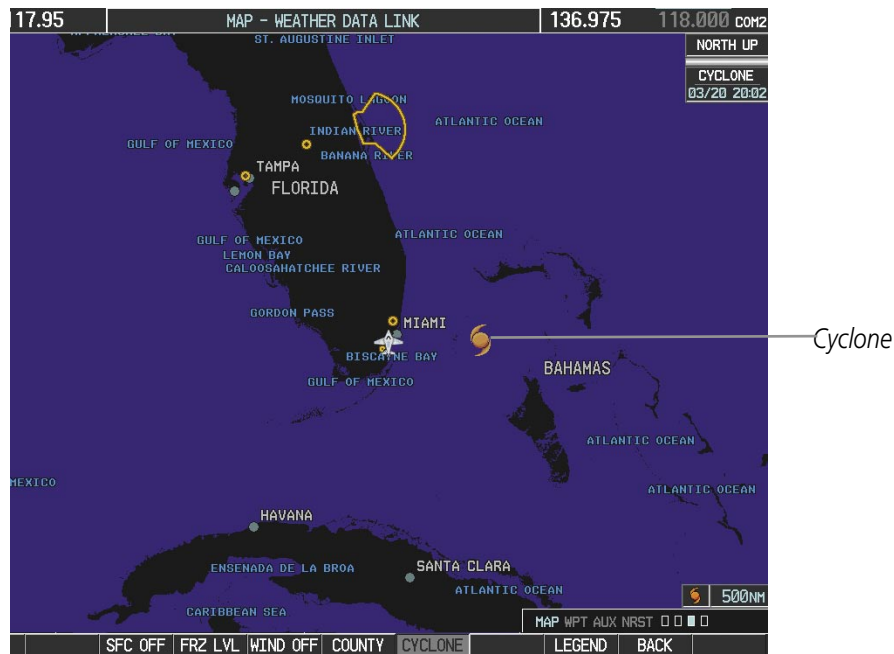 17.95 MAP - WEATHER DATA LINK 136.975 118.000 COM2
ST. AUGUSTINE INLET
NORTH UP
CYCLONE
03/20 20:02
MOSQUITO LAGOON
ATLANTIC OCEAN
INDIAN RIVER
GULF OF MEXICO
BANANA RIVER
TAMPA
FLORIDA
ATLANTIC OCEAN
GULF OF MEXICO
LEMON BAY
CALOOSAHATCHEE RIVER
GORDON PASS
MIAMI
Cyclone
BISCAYNE BAY
BAHAMAS
GULF OF MEXICO
ATLANTIC OCEAN
MEXICO
ATLANTIC OCEAN
HAVANA
ENSENADA DE LA BROA
SANTA CLARA
ATLANTIC OCEAN
500NM
CARIBBEAN SEA
MAP WPT AUX NRST
SFC OFF FRZ LVL WIND OFF COUNTY CYCLONE LEGEND BACK